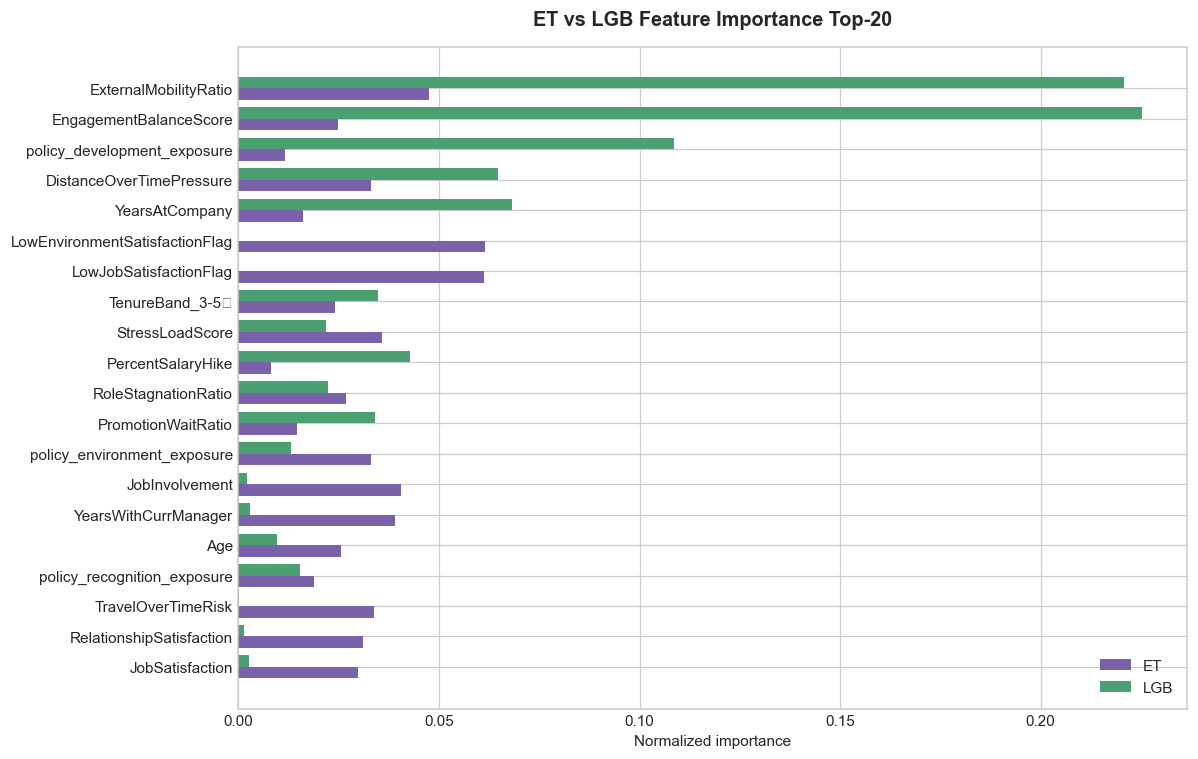 ET vs LGB Feature Importance Top-20
ExternalMobilityRatio
EngagementBalanceScore
policy_development_exposure
DistanceOverTimePressure
YearsAtCompany
LowEnvironmentSatisfactionFlag
LowJobSatisfactionFlag
TenureBand_3-5□
StressLoadScore
PercentSalaryHike
RoleStagnationRatio
PromotionWaitRatio
policy_environment_exposure
JobInvolvement
YearsWithCurrManager
Age
policy_recognition_exposure
TravelOverTimeRisk
RelationshipSatisfaction
JobSatisfaction
ET
LGB
0.00 0.05 0.10 0.15 0.20
Normalized importance